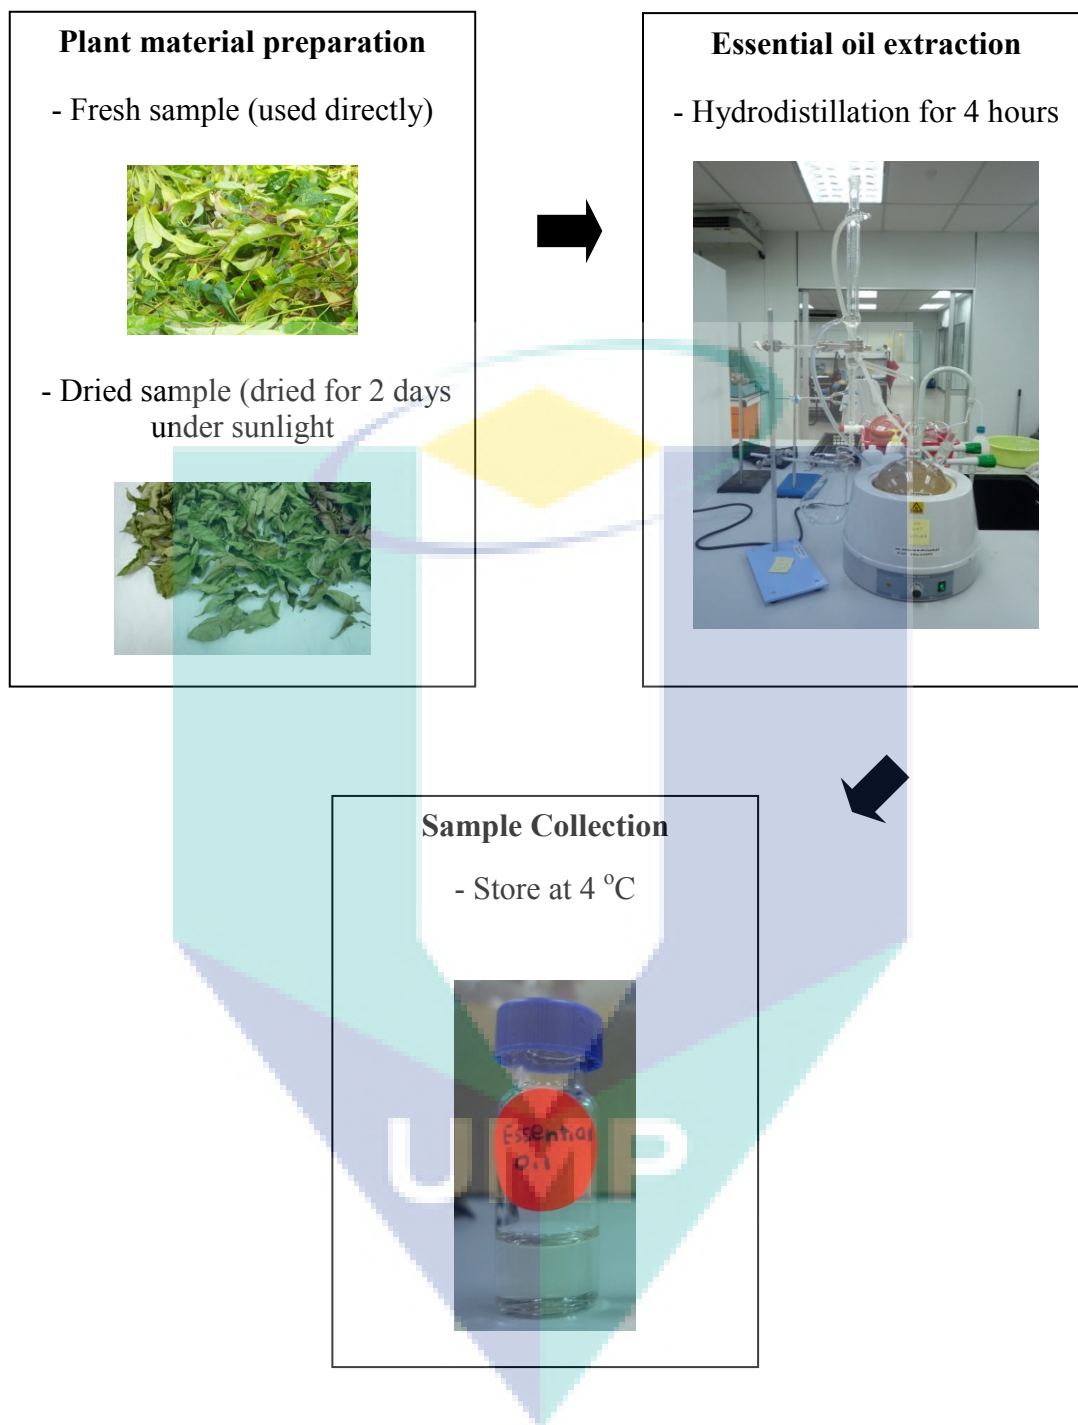 Plant material preparation
- Fresh sample (used directly)
- Dried sample (dried for 2 days
under sunlight
Essential oil extraction
- Hydrodistillation for 4 hours
Sample Collection
- Store at 4 °C
Essential
Oil
UMP